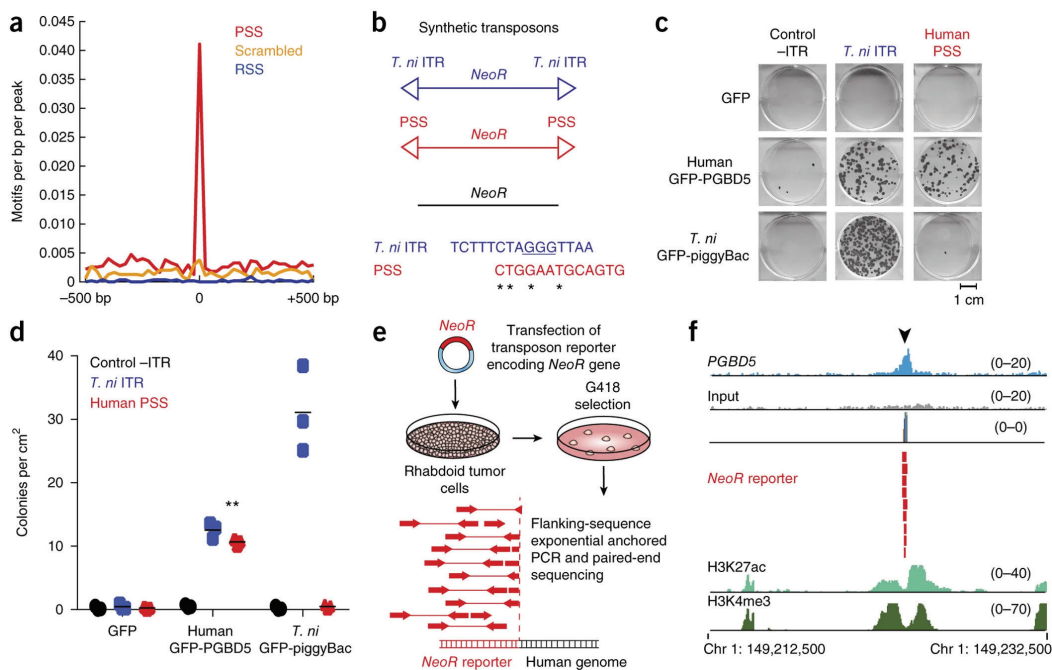 a
PSS
Scrambled
RSS
Motifs per bp per peak
0.045
0.040
0.035
0.030
0.025
0.020
0.015
0.010
0.005
0
–500 bp
0
+500 bp
b
Synthetic transposons
T. ni ITR
T. ni ITR
NeoR
PSS
PSS
NeoR
NeoR
T. ni ITR TCTTTCTAGGGTTAA
PSS CTGGAATGCAGTG
** * *
c
Control
–ITR
T. ni ITR
Human
PSS
GFP
Human
GFP-PGBD5
T. ni
GFP-piggyBac
1 cm
d
Control –ITR
T. ni ITR
Human PSS
Colonies per cm2
40
30
20
10
0
**
GFP
Human
GFP-PGBD5
T. ni
GFP-piggyBac
e
NeoR
Transfection of
transposon reporter
encoding NeoR gene
G418
selection
Rhabdoid tumor
cells
Flanking-sequence
exponential anchored
PCR and paired-end
sequencing
NeoR reporter
Human genome
f
PGBD5
(0–20)
Input
(0–20)
(0–0)
NeoR reporter
H3K27ac
(0–40)
H3K4me3
(0–70)
Chr 1: 149,212,500
Chr 1: 149,232,500